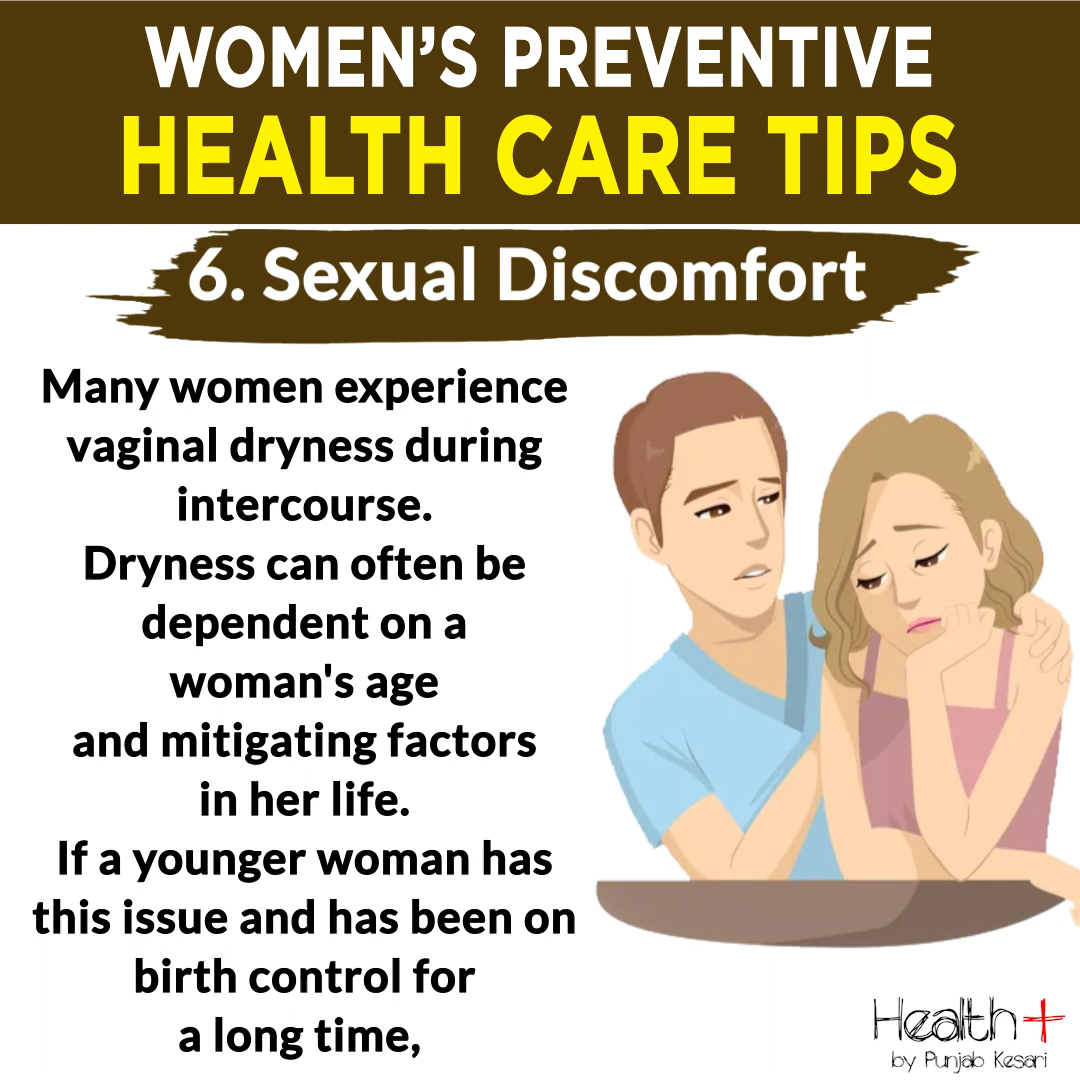 WOMEN’S PREVENTIVE
HEALTH CARE TIPS
6. Sexual Discomfort
Many women experience
vaginal dryness during
intercourse.
Dryness can often be
dependent on a
woman's age
and mitigating factors
in her life.
If a younger woman has
this issue and has been on
birth control for
a long time,
Health+
by Punjab Kesari